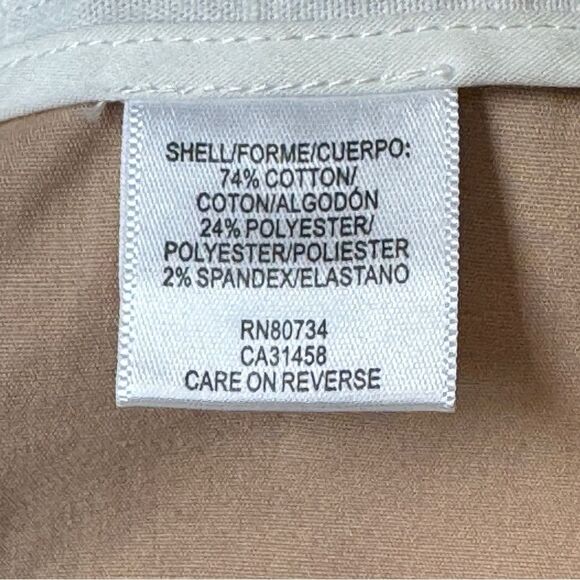 SHELL/FORME/CUERPO:
74% COTTON/
COTON/ALGODÓN
24% POLYESTER/
POLYESTER/POLIESTER
2% SPANDEX/ELASTANO
RN80734
CA31458
CARE ON REVERSE